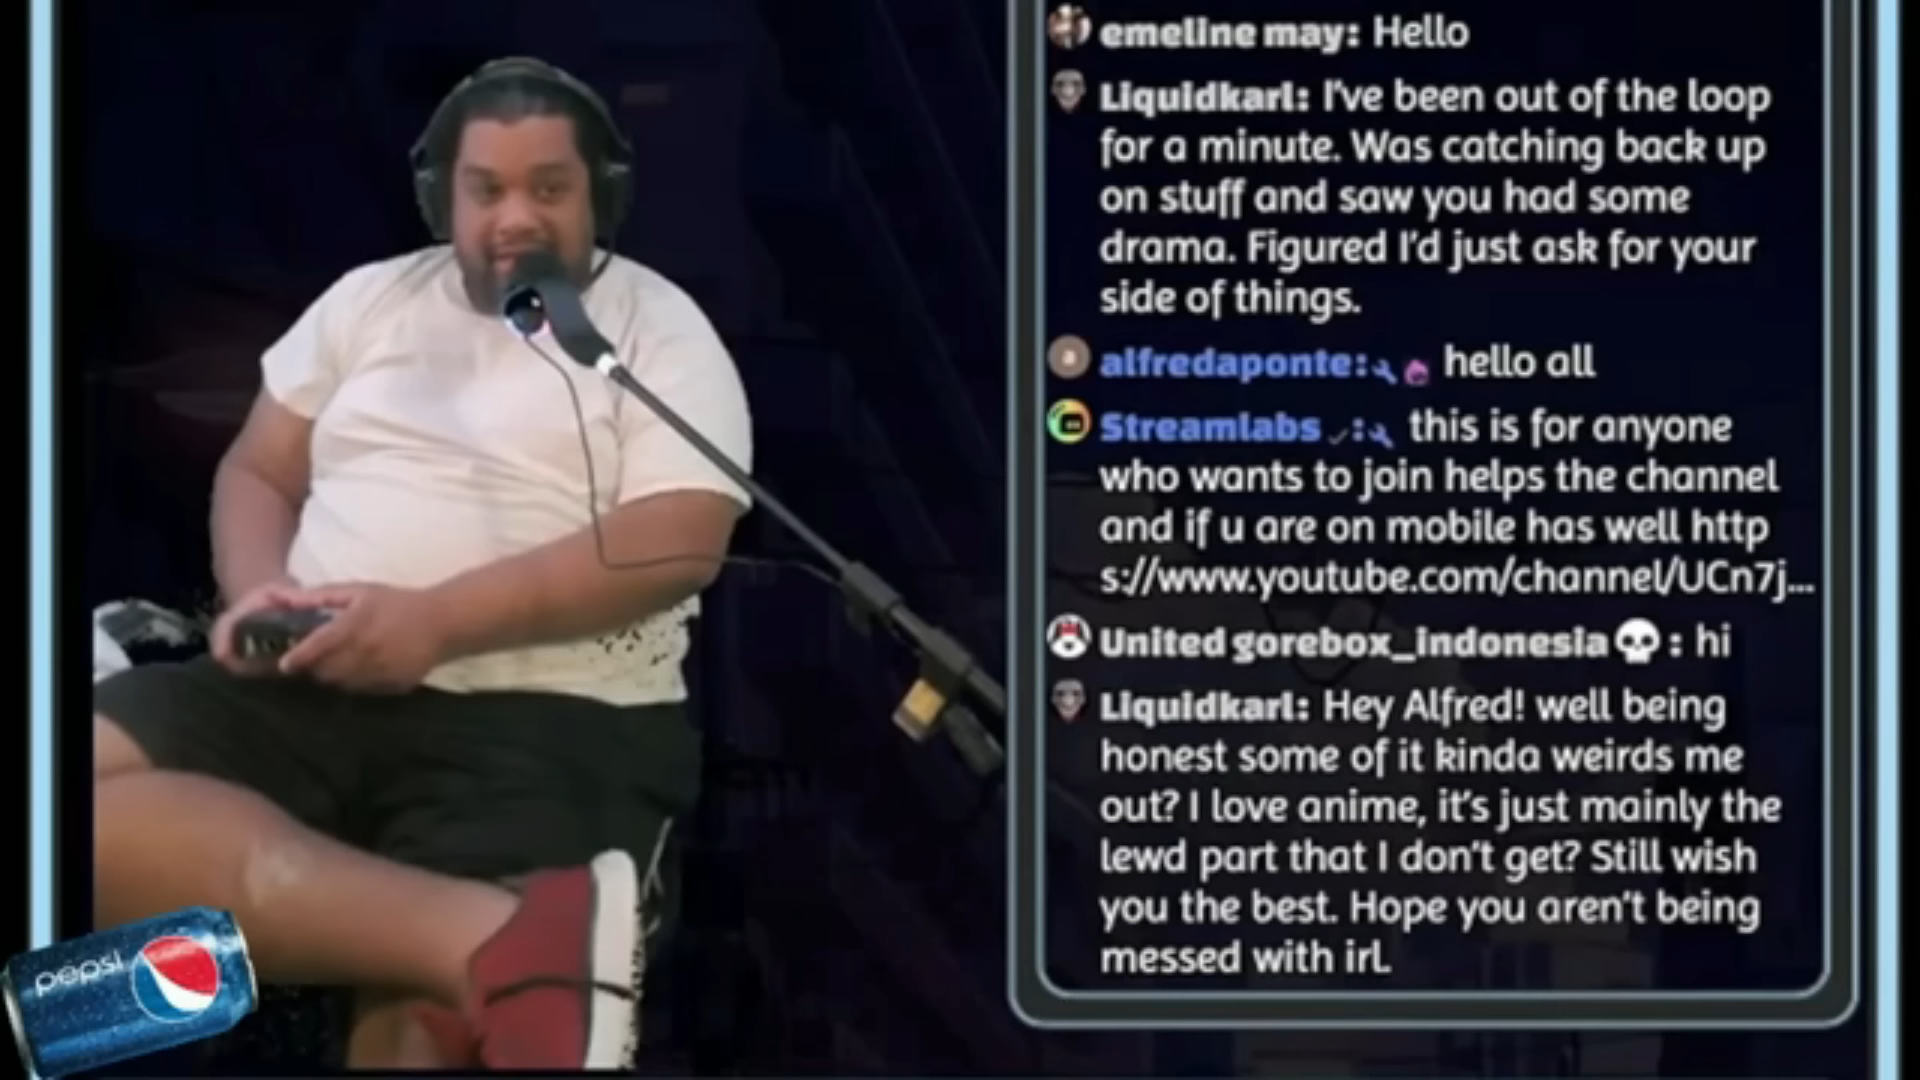 emeline may: Hello
Liquidkarl: I've been out of the loop
for a minute. Was catching back up
on stuff and saw you had some
drama. Figured I'd just ask for your
side of things.
alfredaponte: hello all
Streamlabs ✓: this is for anyone
who wants to join helps the channel
and if u are on mobile has well http
s://www.youtube.com/channel/UCn7j...
United gorebox_indonesia💀: hi
Liquidkarl: Hey Alfred! well being
honest some of it kinda weirds me
out? I love anime, it's just mainly the
lewd part that I don't get? Still wish
you the best. Hope you aren't being
messed with irl.
pepsi